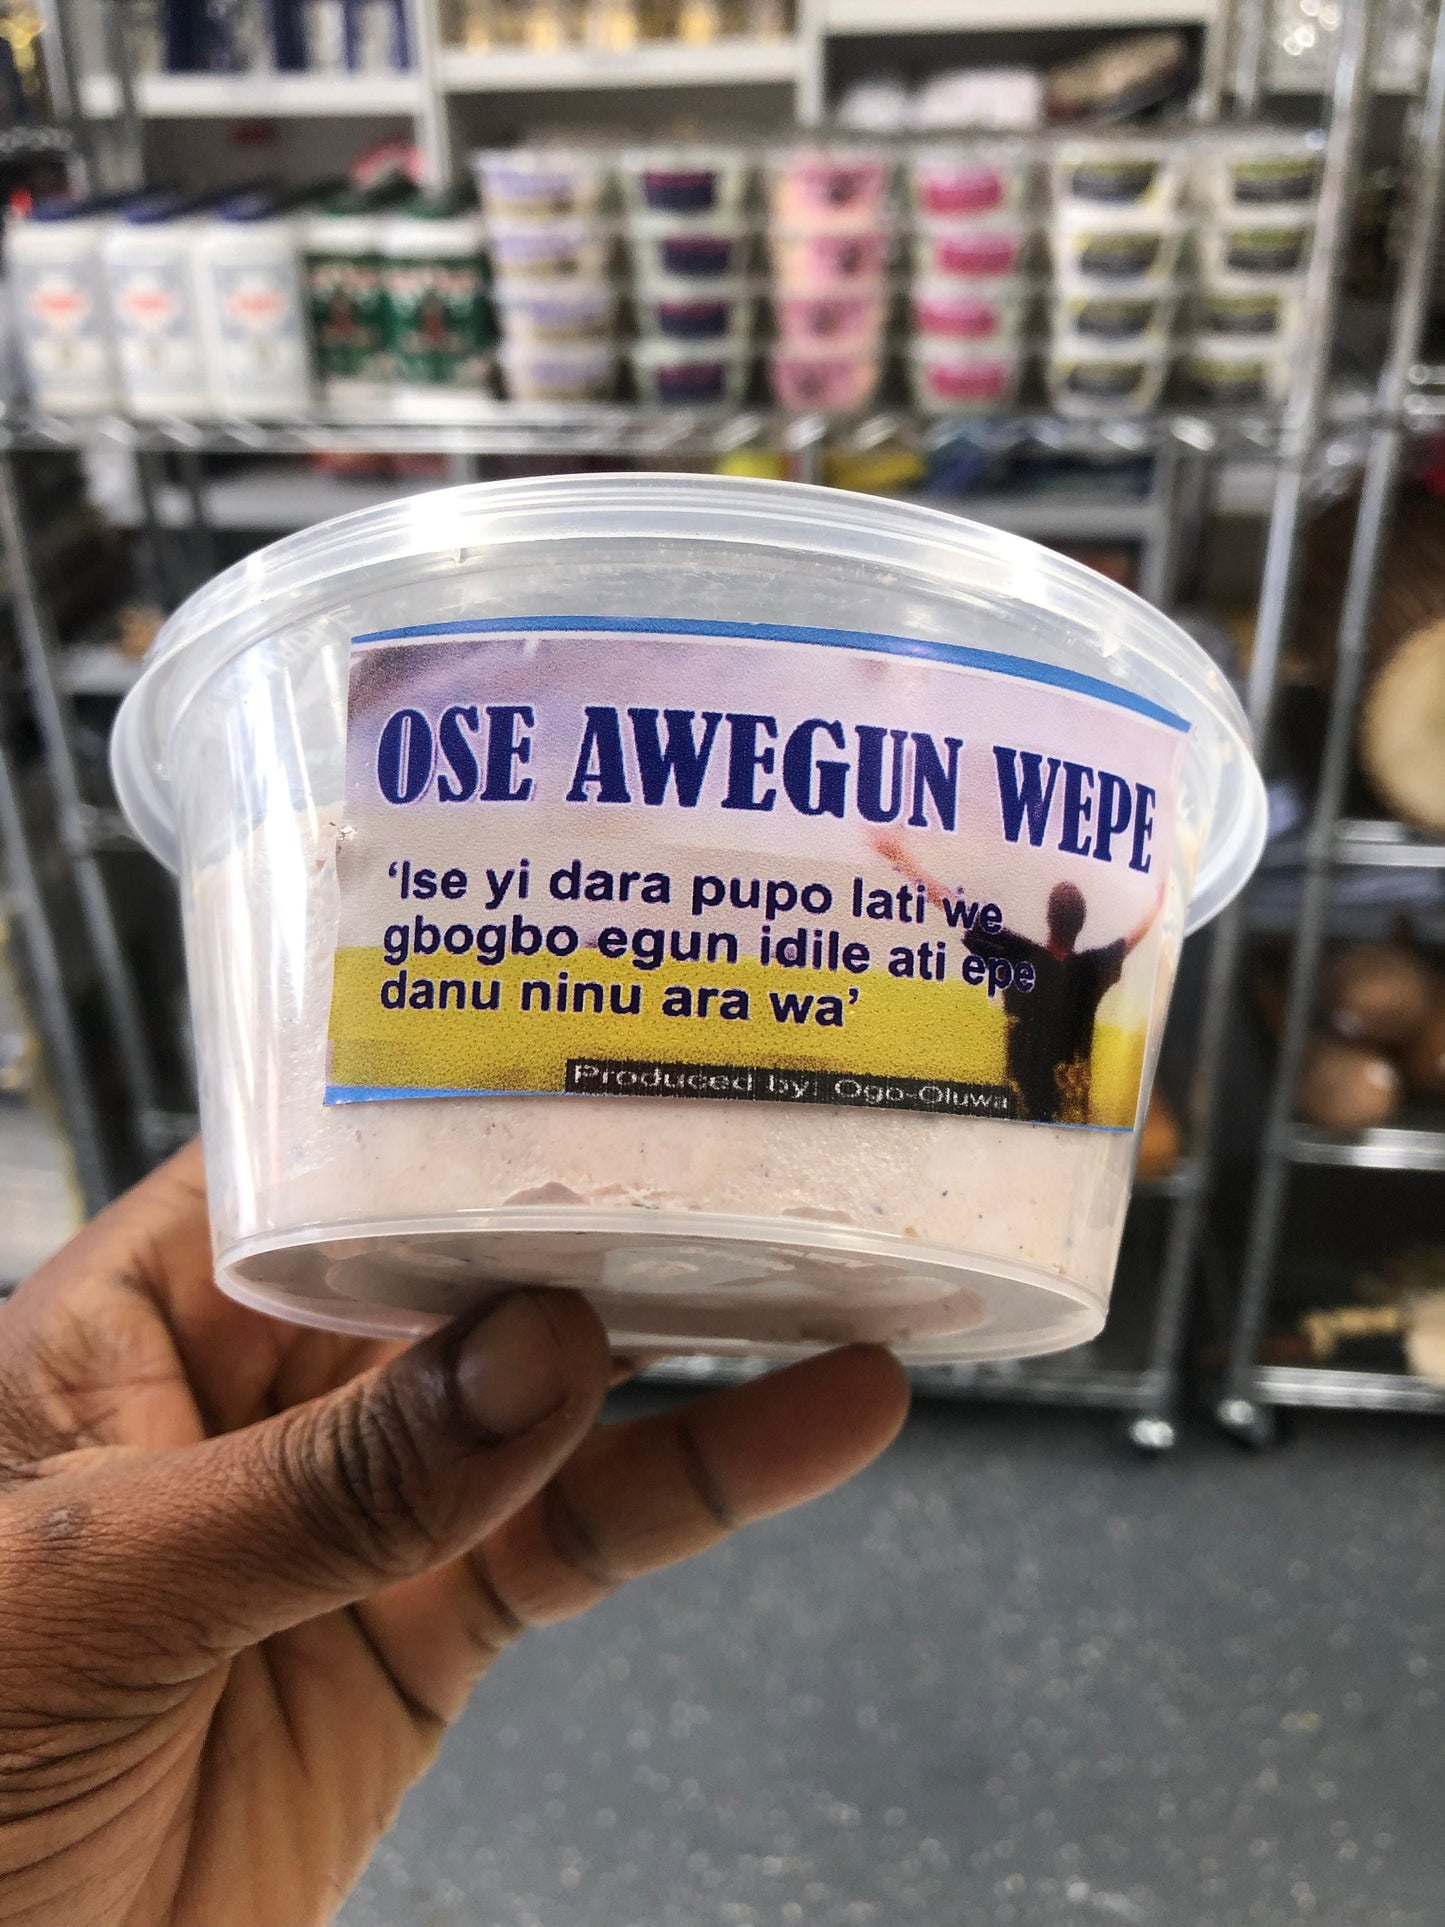 OSE AWEGUN WEPE
‘Ise yi dara pupo lati we
gbogbo egun idile ati epe
danu ninu ara wa’
Produced by: Ogo-Oluwa